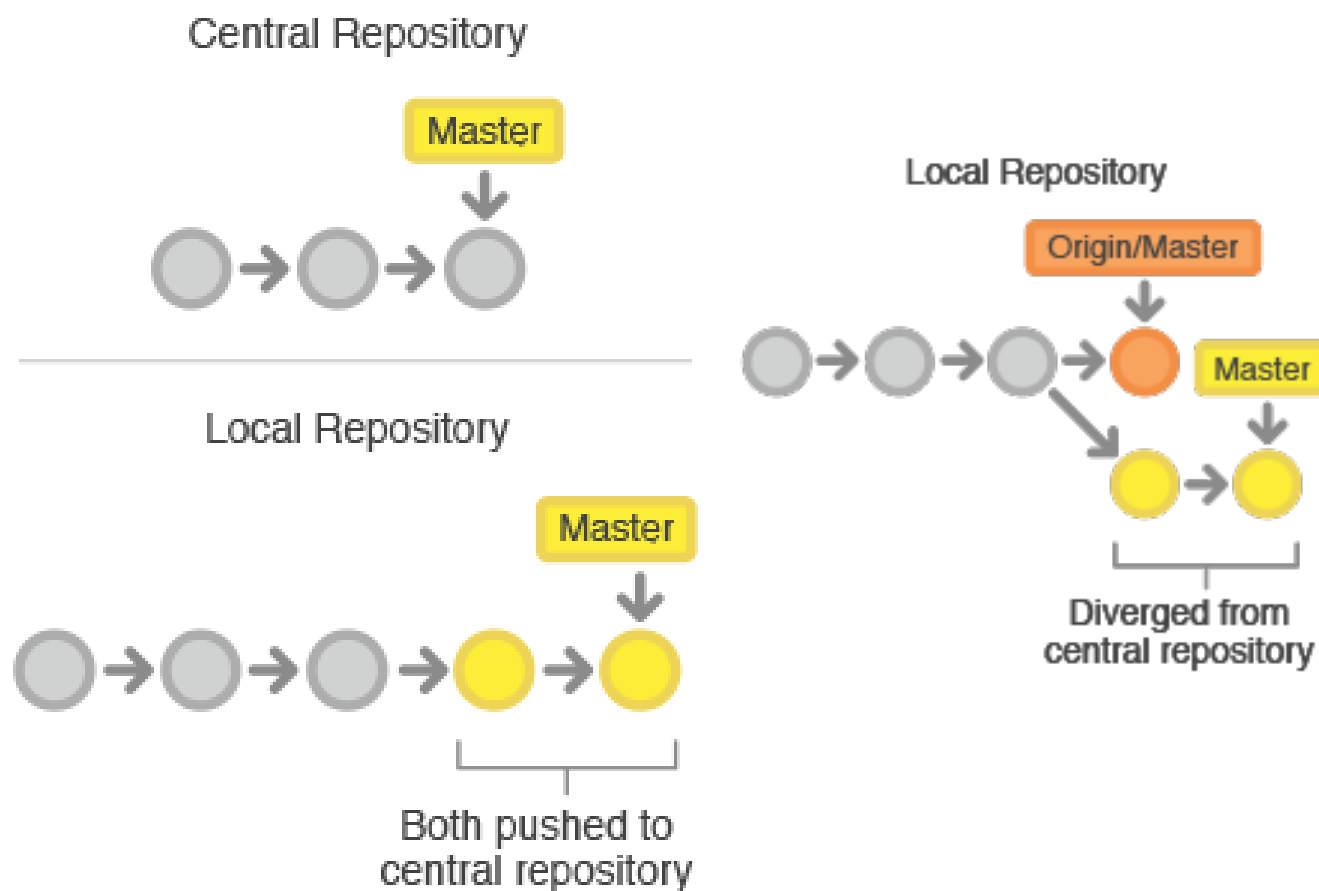 Central Repository
Master
Local Repository
Master
Both pushed to
central repository
Local Repository
Origin/Master
Master
Diverged from
central repository